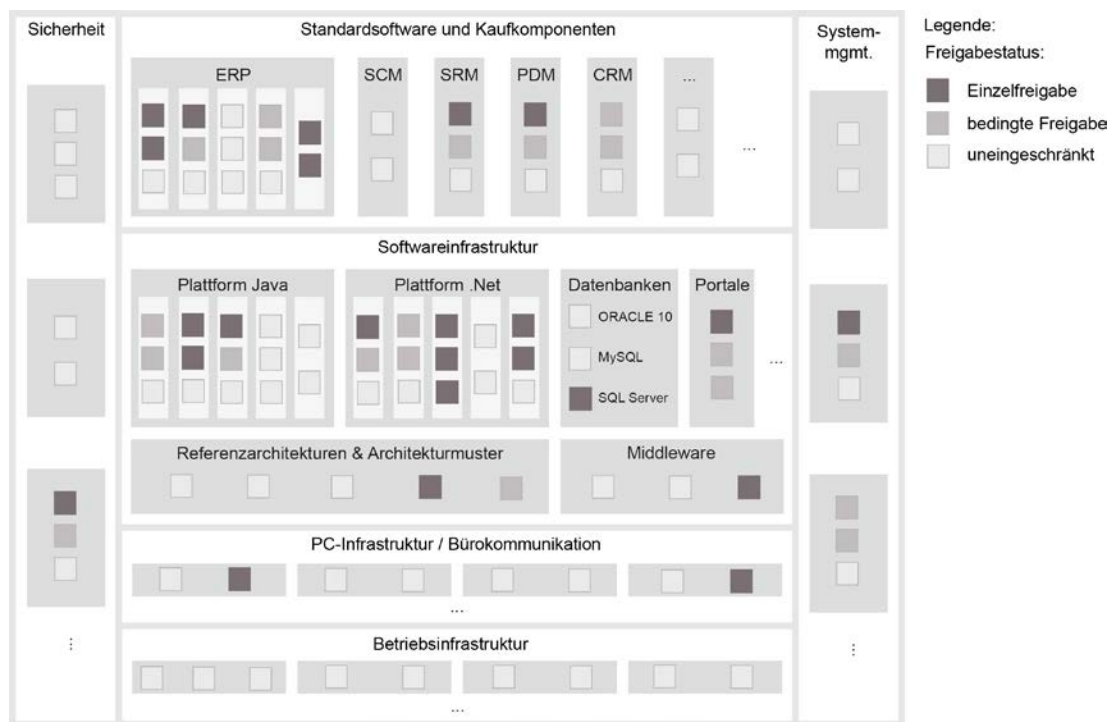 Sicherheit
Standardsoftware und Kaufkomponenten
ERP
SCM
SRM
PDM
CRM
...
...
Softwareinfrastruktur
Plattform Java
Plattform .Net
Datenbanken
ORACLE 10
MySQL
SQL Server
Portale
...
Referenzarchitekturen & Architekturmuster
Middleware
PC-Infrastruktur / Bürokommunikation
...
Betriebsinfrastruktur
...
...
System-
mgmt.
...
Legende:
Freigabestatus:
Einzelfreigabe
bedingte Freigabe
uneingeschränkt